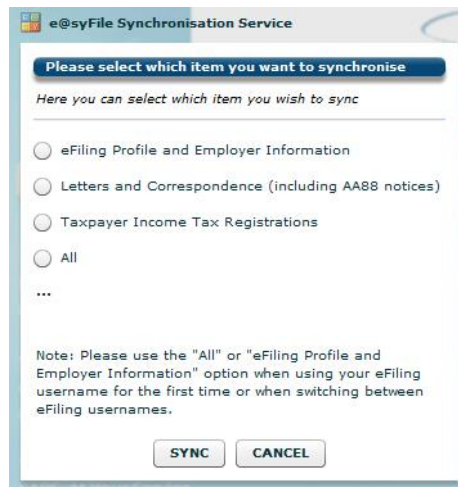 e@syFile Synchronisation Service
Please select which item you want to synchronise
Here you can select which item you wish to sync
eFiling Profile and Employer Information
Letters and Correspondence (including AA88 notices)
Taxpayer Income Tax Registrations
All
...
Note: Please use the "All" or "eFiling Profile and
Employer Information" option when using your eFiling
username for the first time or when switching between
eFiling usernames.
SYNC CANCEL